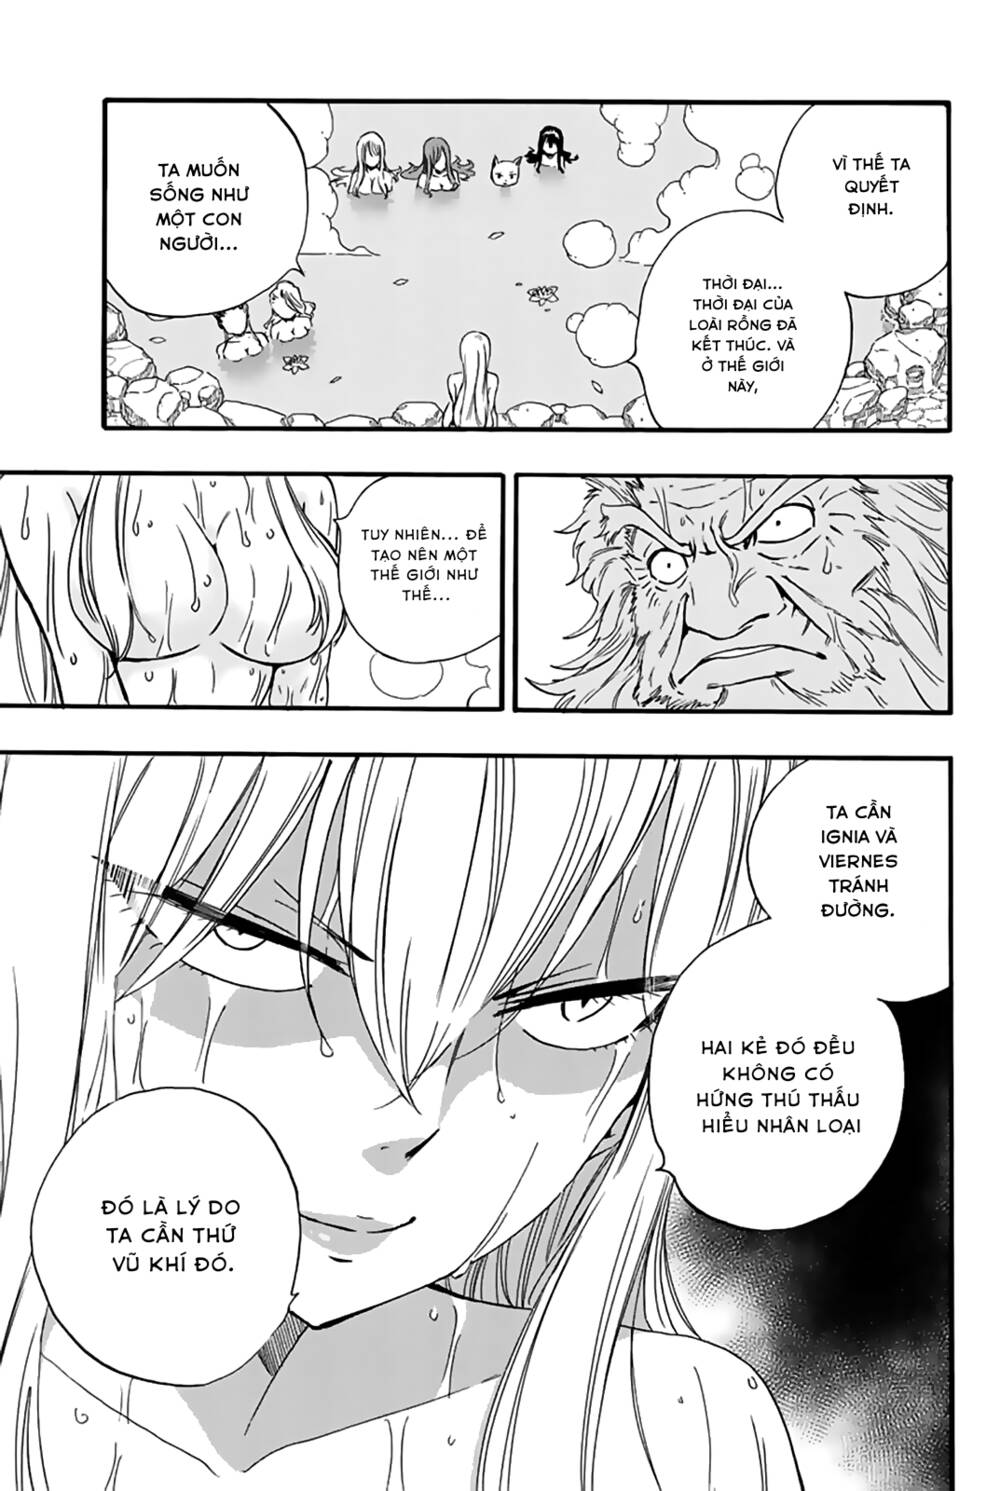 VÌ THẾ TA
QUYẾT
ĐỊNH.
THỜI ĐẠI...
THỜI ĐẠI CỦA
LOÀI RỒNG ĐÃ
KẾT THÚC. VÀ
Ở THẾ GIỚI
NÀY,
TA MUỐN
SỐNG NHƯ
MỘT CON
NGƯỜI...
TUY NHIÊN... ĐỂ
TẠO NÊN MỘT
THẾ GIỚI NHƯ
THẾ...
TA CẦN
IGNIA VÀ
VIERNES
TRÁNH
ĐƯỜNG.
HAI KẺ ĐÓ ĐỀU
KHÔNG CÓ
HỨNG THÚ THẤU
HIỂU NHÂN LOẠI
ĐÓ LÀ LÝ DO
TA CẦN THỨ
VŨ KHÍ ĐÓ.